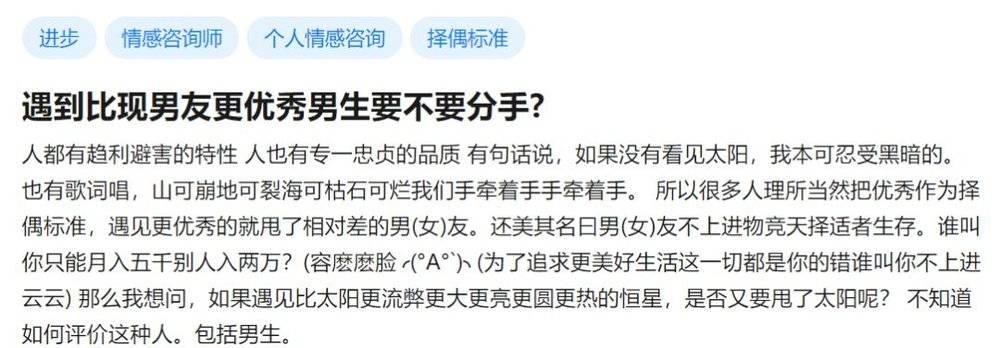 进步 情感咨询师 个人情感咨询 择偶标准
遇到比现男友更优秀男生要不要分手?
人都有趋利避害的特性 人也有专一忠贞的品质 有句话说，如果没有看见太阳，我本可忍受黑暗的。
也有歌词唱，山可崩地可裂海可枯石可烂我们手牵着手手牵着手。 所以很多人理所当然把优秀作为择
偶标准，遇见更优秀的就甩了相对差的男(女)友。还美其名曰男(女)友不上进物竞天择适者生存。谁叫
你只能月入五千别人入两万？(容麽麽脸╭(°A°`)╮(为了追求更美好生活这一切都是你的错谁叫你不上进
云云) 那么我想问，如果遇见比太阳更流弊更大更亮更圆更热的恒星，是否又要甩了太阳呢？ 不知道
如何评价这种人。包括男生。